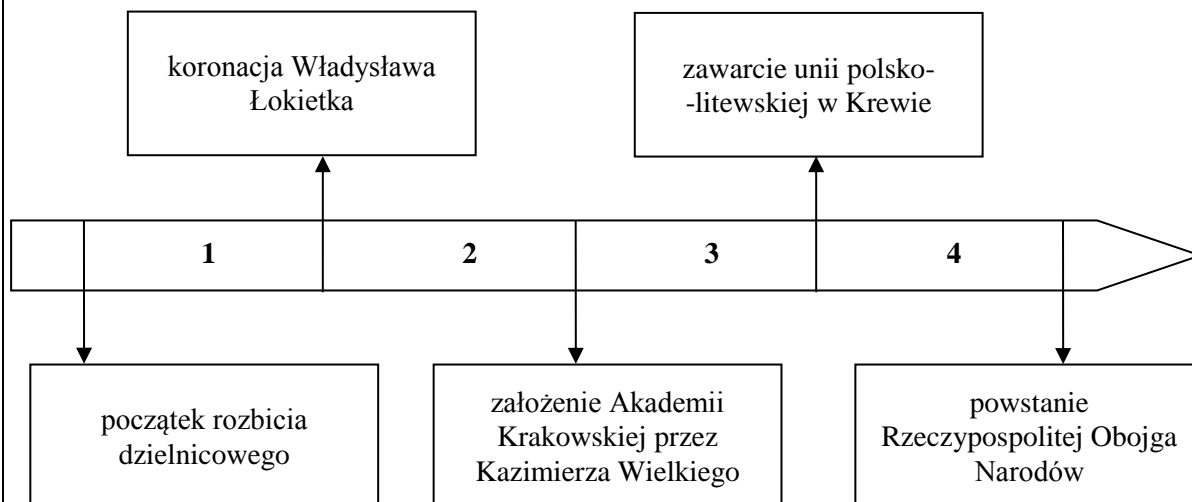 koronacja Władysława
Łokietka
zawarcie unii polsko-
-litewskiej w Krewie
1
2
3
4
początek rozbicia
dzielnicowego
założenie Akademii
Krakowskiej przez
Kazimierza Wielkiego
powstanie
Rzeczypospolitej Obojga
Narodów